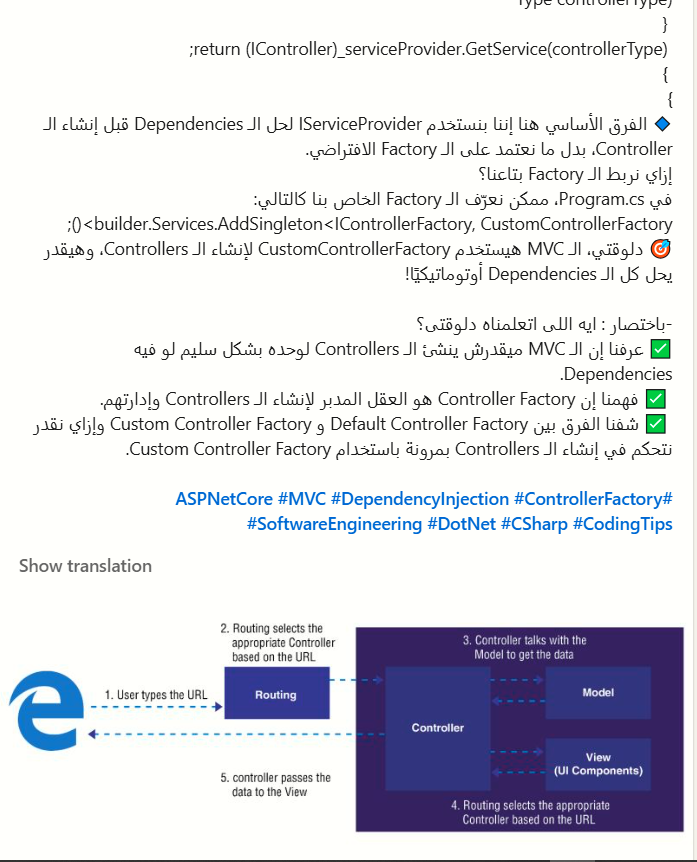 Type controllerType)
}
;return (IController)_serviceProvider.GetService(controllerType)
{
{
🔷 الفرق الأساسي هنا إننا بنستخدم IServiceProvider لحل الـ Dependencies قبل إنشاء الـ
Controller، بدل ما نعتمد على الـ Factory الافتراضي.
إزاي نربط الـ Factory بتاعنا؟
في Program.cs، ممكن نعرّف الـ Factory الخاص بنا كالتالي:
;()<builder.Services.AddSingleton<IControllerFactory, CustomControllerFactory
🎯 دلوقتي، الـ MVC هيستخدم CustomControllerFactory لإنشاء الـ Controllers، وهيقدر
يحل كل الـ Dependencies أوتوماتيكيًا!
-باختصار : ايه اللى اتعلمناه دلوقتى؟
✅ عرفنا إن الـ MVC ميقدرش ينشئ الـ Controllers لوحده بشكل سليم لو فيه
Dependencies.
✅ فهمنا إن Controller Factory هو العقل المدبر لإنشاء الـ Controllers وإدارتهم.
✅ شفنا الفرق بين Default Controller Factory و Custom Controller Factory وإزاي نقدر
نتحكم في إنشاء الـ Controllers بمرونة باستخدام Custom Controller Factory.
ASPNetCore #MVC #DependencyInjection #ControllerFactory#
#SoftwareEngineering #DotNet #CSharp #CodingTips
Show translation
1. User types the URL
2. Routing selects the
appropriate Controller
based on the URL
Routing
3. Controller talks with the
Model to get the data
Controller
Model
View
(UI Components)
4. Routing selects the appropriate
Controller based on the URL
5. controller passes the
data to the View